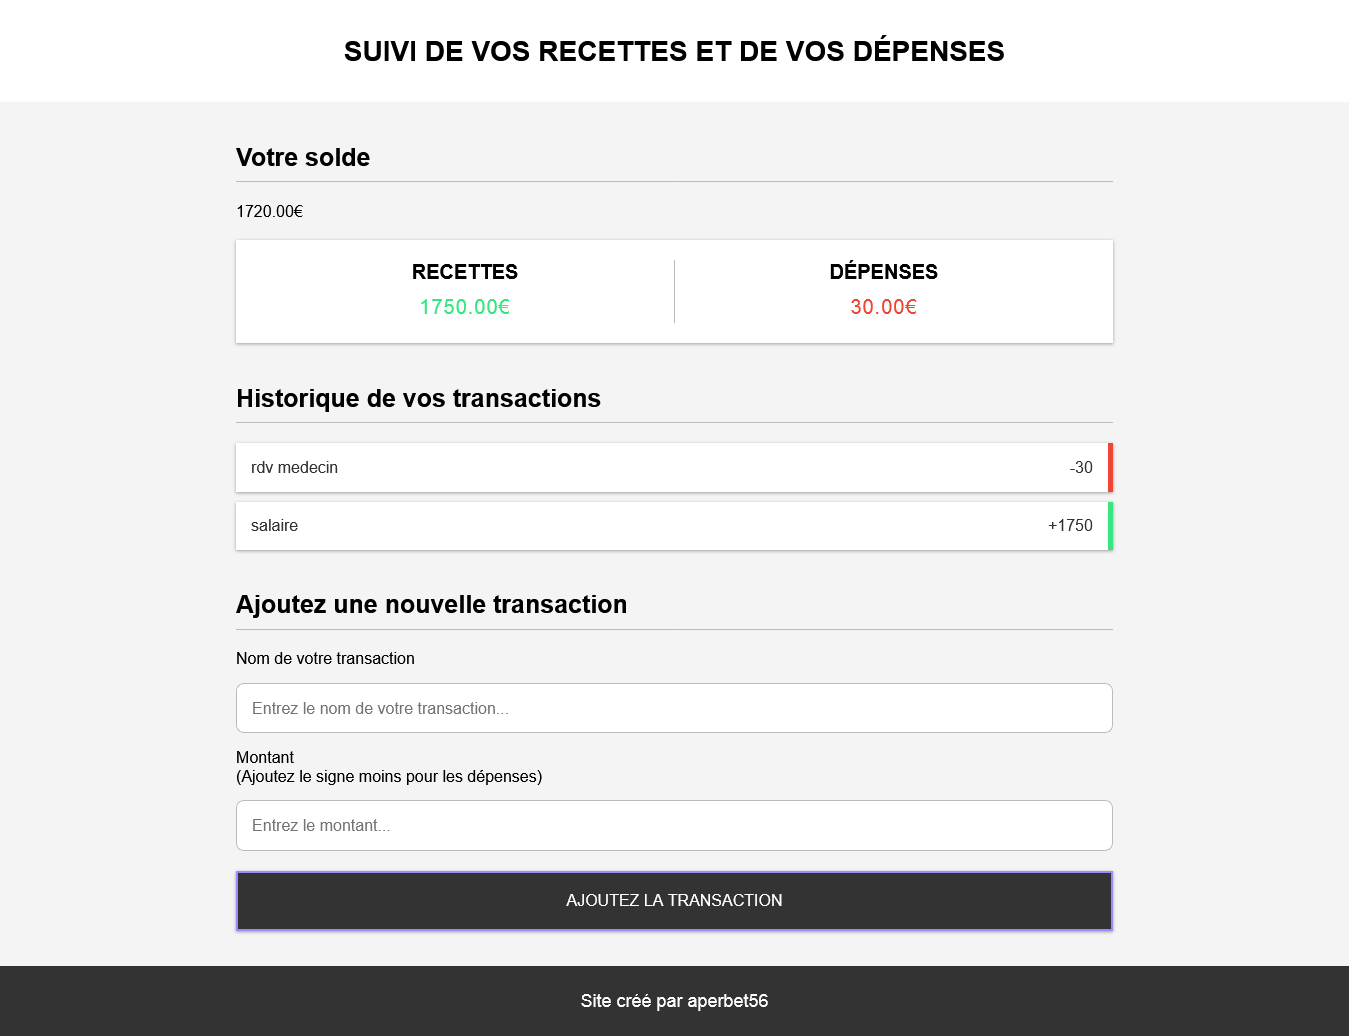 SUIVI DE VOS RECETTES ET DE VOS DÉPENSES
Votre solde
1720.00€
RECETTES
1750.00€
DÉPENSES
30.00€
Historique de vos transactions
rdv medecin -30
salaire +1750
Ajoutez une nouvelle transaction
Nom de votre transaction
Entrez le nom de votre transaction...
Montant
(Ajoutez le signe moins pour les dépenses)
Entrez le montant...
AJOUTEZ LA TRANSACTION
Site créé par aperbet56